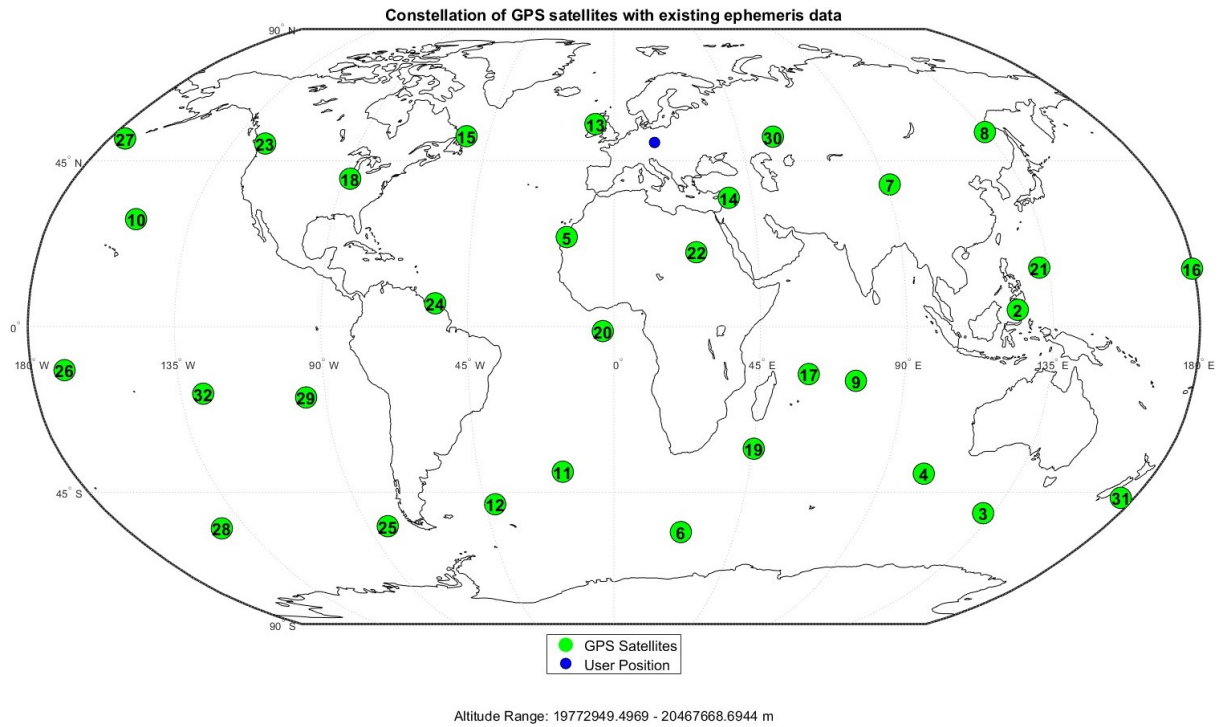 Constellation of GPS satellites with existing ephemeris data
90° N
27
23
15
13
30
8
45° N
18
7
14
10
5
22
21
16
24
2
0°
20
180° W
135° W
90° W
45° W
0°
45° E
90° E
135° E
180° E
26
17
9
32
29
19
11
4
12
31
45° S
3
28
25
6
90° S
GPS Satellites
User Position
Altitude Range: 19772949.4969 - 20467668.6944 m